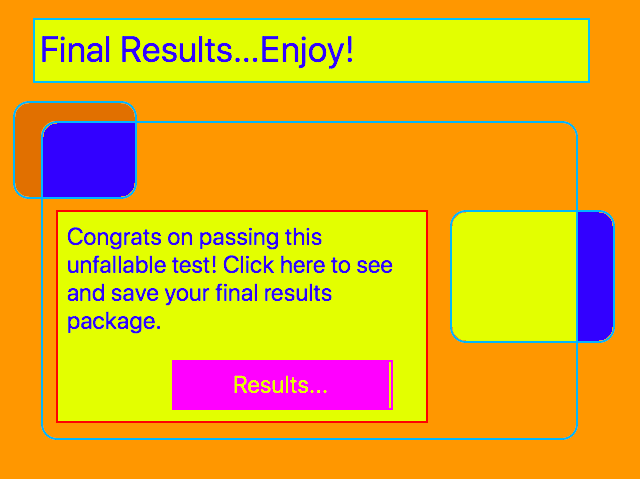 Final Results...Enjoy!
Congrats on passing this
unfallable test! Click here to see
and save your final results
package.
Results...